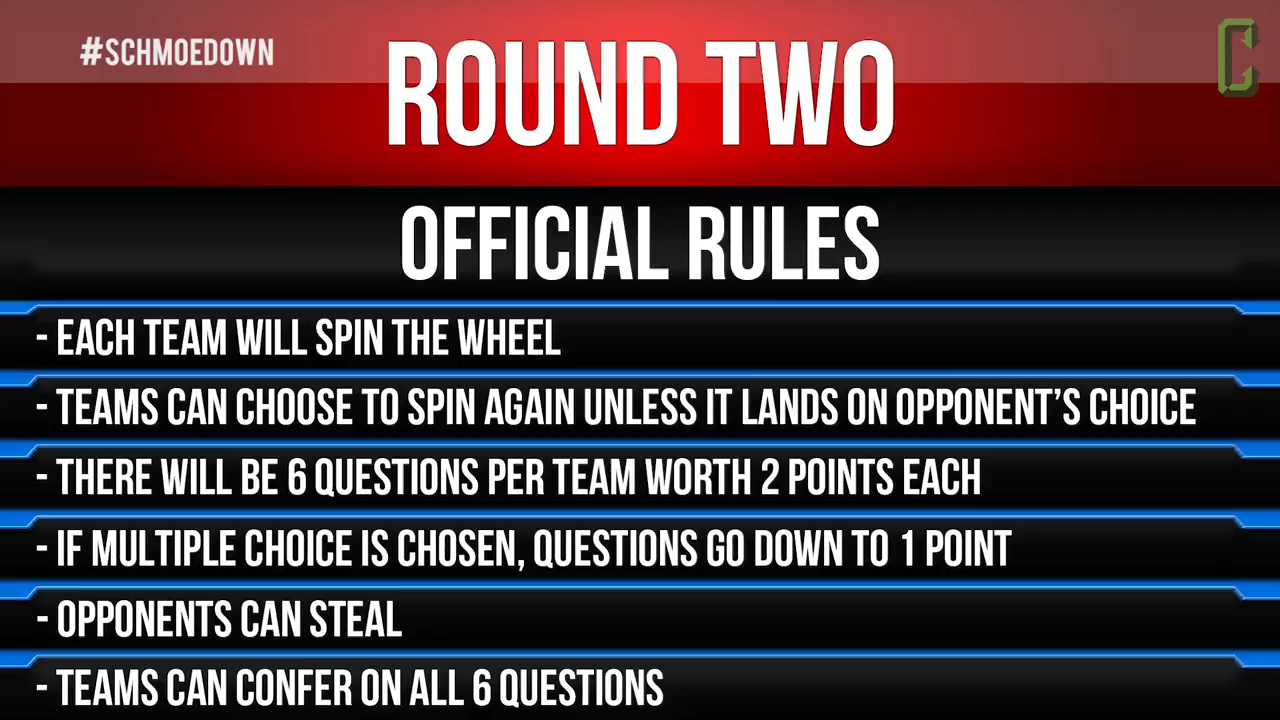 #SCHMOEDOWN
ROUND TWO
OFFICIAL RULES
- EACH TEAM WILL SPIN THE WHEEL
- TEAMS CAN CHOOSE TO SPIN AGAIN UNLESS IT LANDS ON OPPONENT'S CHOICE
- THERE WILL BE 6 QUESTIONS PER TEAM WORTH 2 POINTS EACH
- IF MULTIPLE CHOICE IS CHOSEN, QUESTIONS GO DOWN TO 1 POINT
- OPPONENTS CAN STEAL
- TEAMS CAN CONFER ON ALL 6 QUESTIONS